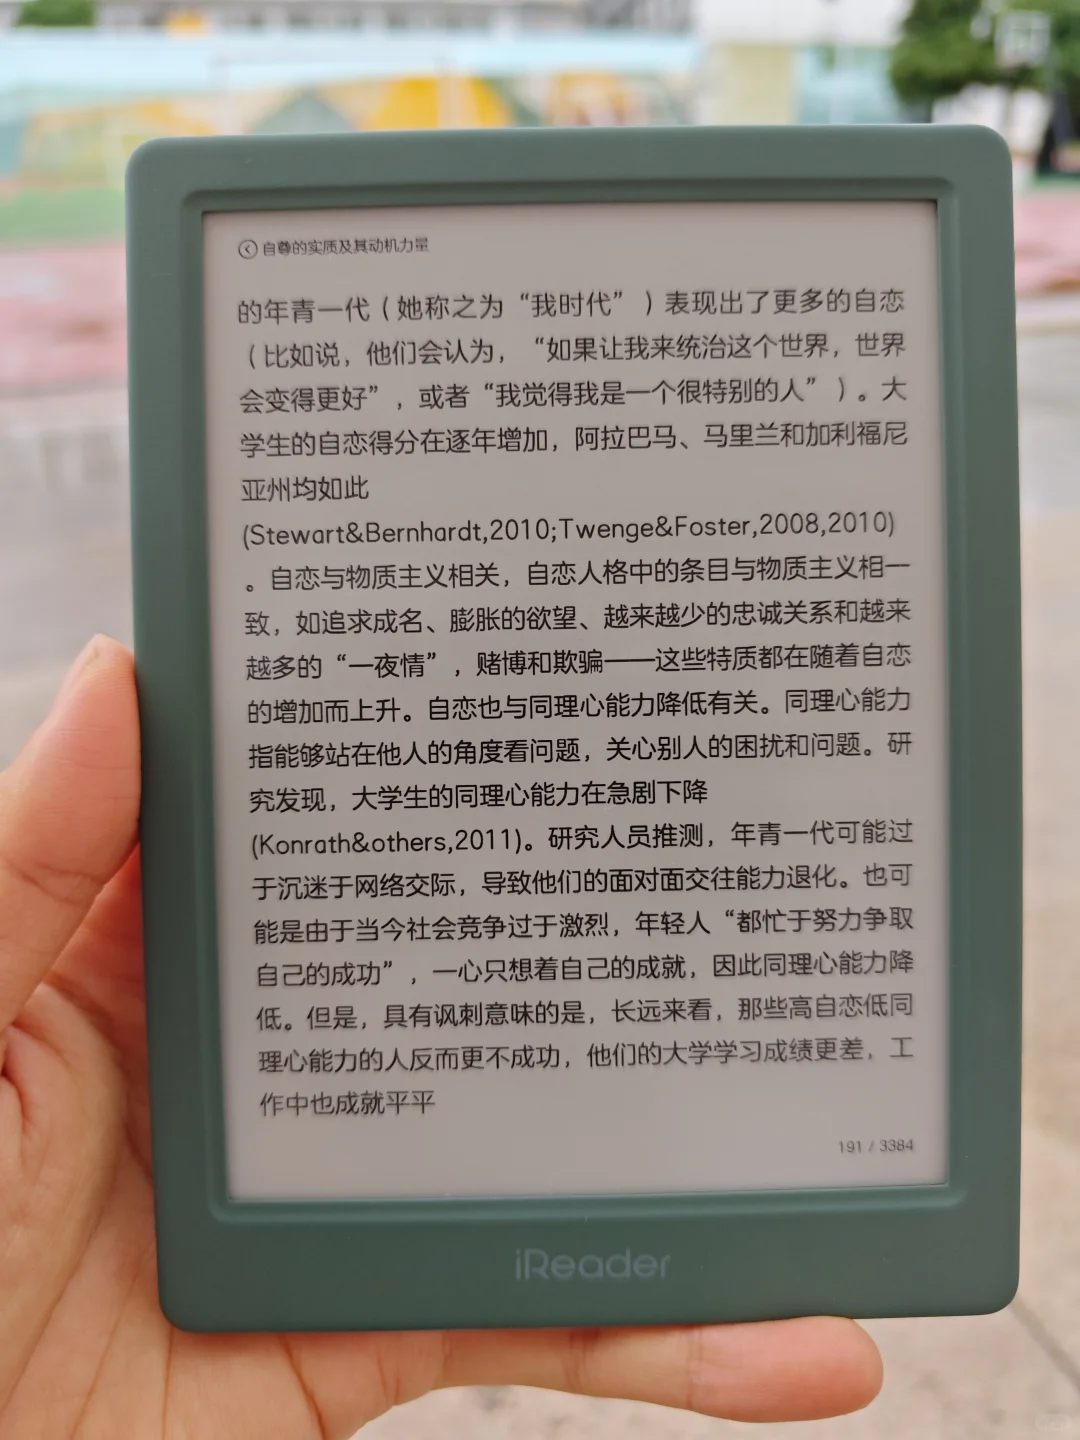 自尊的实质及其动机力量
的年青一代（她称之为“我时代”）表现出了更多的自恋
（比如说，他们会认为，“如果让我来统治这个世界，世界
会变得更好”，或者“我觉得我是一个很特别的人”）。大
学生的自恋得分在逐年增加，阿拉巴马、马里兰和加利福尼
亚州均如此
(Stewart&Bernhardt,2010;Twenge&Foster,2008,2010)
。自恋与物质主义相关，自恋人格中的条目与物质主义相一
致，如追求成名、膨胀的欲望、越来越少的忠诚关系和越来
越多的“一夜情”，赌博和欺骗——这些特质都在随着自恋
的增加而上升。自恋也与同理心能力降低有关。同理心能力
指能够站在他人的角度看问题，关心别人的困扰和问题。研
究发现，大学生的同理心能力在急剧下降
(Konrath&others,2011)。研究人员推测，年青一代可能过
于沉迷于网络交际，导致他们的面对面交往能力退化。也可
能是由于当今社会竞争过于激烈，年轻人“都忙于努力争取
自己的成功”，一心只想着自己的成就，因此同理心能力降
低。但是，具有讽刺意味的是，长远来看，那些高自恋低同
理心能力的人反而更不成功，他们的大学学习成绩更差，工
作中也成就平平
191 / 3384
iReader